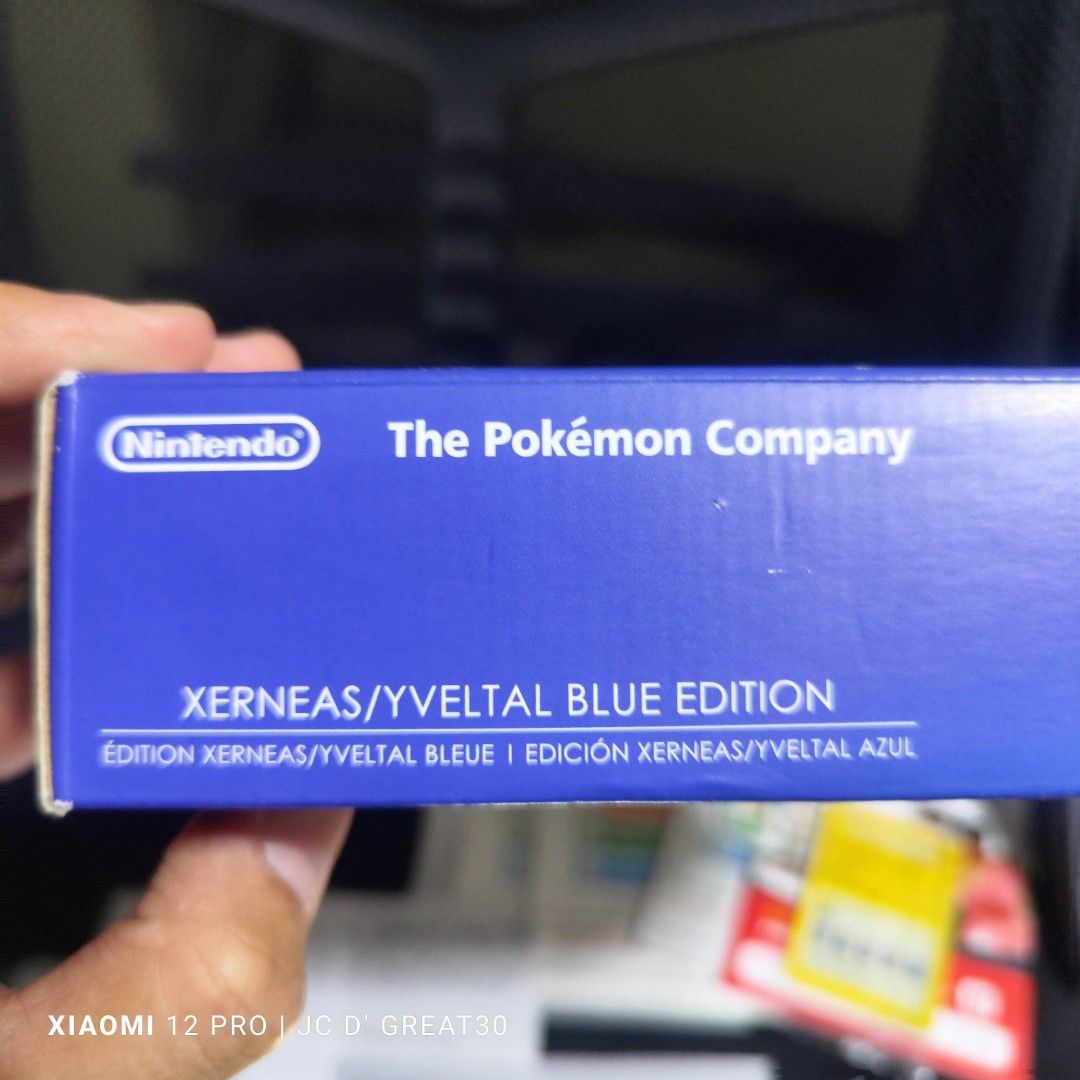 Nintendo® The Pokémon Company
XERNEAS/YVELTAL BLUE EDITION
ÉDITION XERNEAS/YVELTAL BLEUE | EDICIÓN XERNEAS/YVELTAL AZUL
XIAOMI 12 PRO | JC D' GREAT30